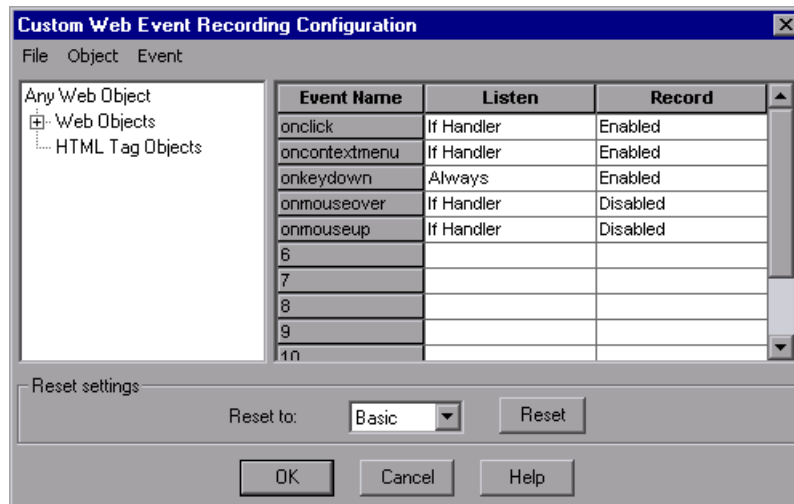 Custom Web Event Recording Configuration
File Object Event
Any Web Object
Web Objects
HTML Tag Objects
Event Name Listen Record
onclick If Handler Enabled
oncontextmenu If Handler Enabled
onkeydown Always Enabled
onmouseover If Handler Disabled
onmouseup If Handler Disabled
6
7
8
9
10
Reset settings
Reset to: Basic Reset
OK Cancel Help